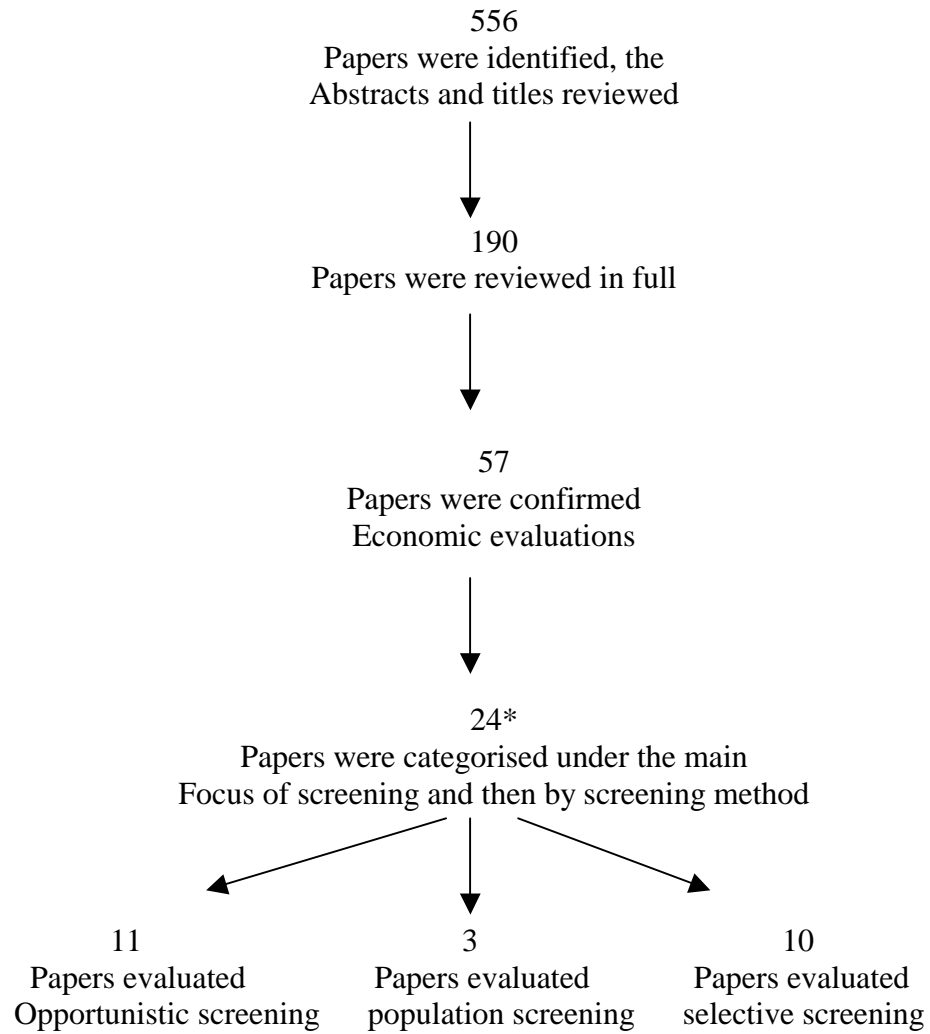 556
Papers were identified, the
Abstracts and titles reviewed
190
Papers were reviewed in full
57
Papers were confirmed
Economic evaluations
24*
Papers were categorised under the main
Focus of screening and then by screening method
11
Papers evaluated
Opportunistic screening
3
Papers evaluated
population screening
10
Papers evaluated
selective screening